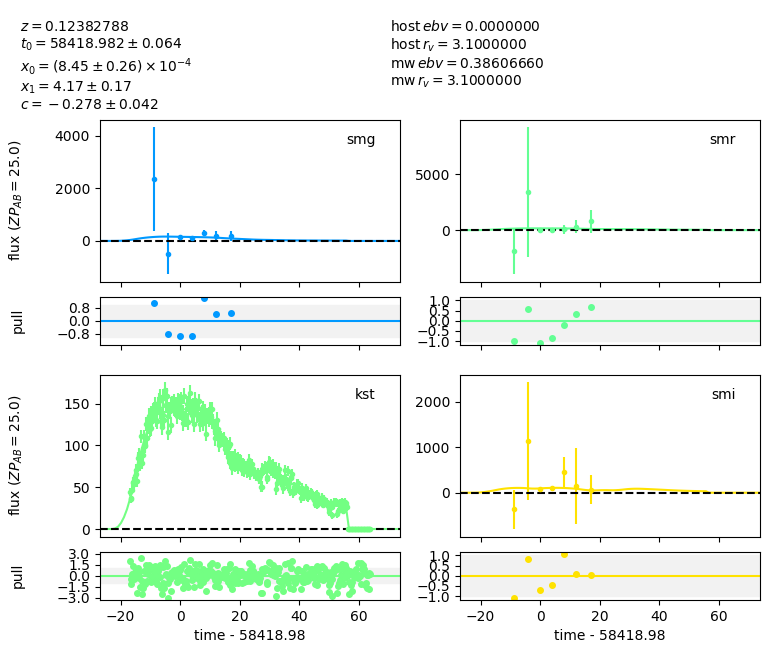 z = 0.12382788
t₀ = 58418.982 ± 0.064
x₀ = (8.45 ± 0.26) × 10⁻⁴
x₁ = 4.17 ± 0.17
c = −0.278 ± 0.042
host ebv = 0.0000000
host r_v = 3.1000000
mw ebv = 0.38606660
mw r_v = 3.1000000
flux (ZP_AB = 25.0)
4000
2000
0
smg
5000
0
smr
pull
0.8
0.0
−0.8
1.0
0.5
0.0
−0.5
−1.0
flux (ZP_AB = 25.0)
150
100
50
0
kst
2000
1000
0
smi
pull
3.0
1.5
0.0
−1.5
−3.0
1.0
0.5
0.0
−0.5
−1.0
−20 0 20 40 60
−20 0 20 40 60
time - 58418.98
time - 58418.98